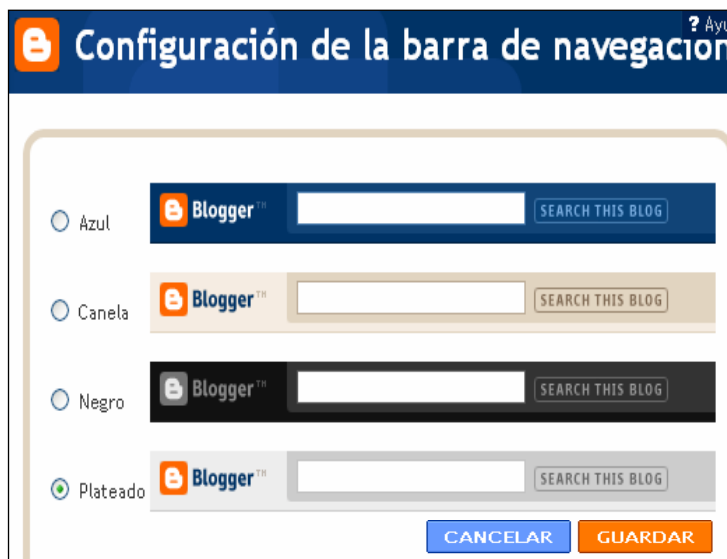 ? Ayu
Configuración de la barra de navegación
Azul
Blogger™
SEARCH THIS BLOG
Canela
Blogger™
SEARCH THIS BLOG
Negro
Blogger™
SEARCH THIS BLOG
Plateado
Blogger™
SEARCH THIS BLOG
CANCELAR
GUARDAR